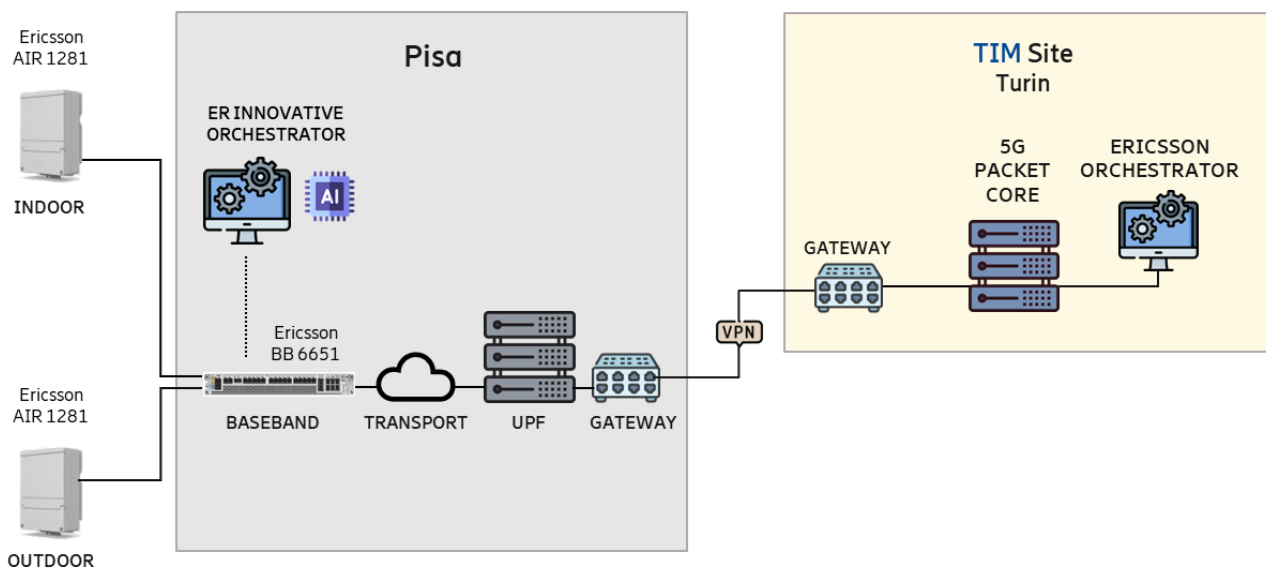 Ericsson
AIR 1281
INDOOR
Ericsson
AIR 1281
OUTDOOR
Pisa
ER INNOVATIVE
ORCHESTRATOR
AI
Ericsson
BB 6651
BASEBAND
TRANSPORT
UPF
GATEWAY
VPN
TIM Site
Turin
GATEWAY
5G
PACKET
CORE
ERICSSON
ORCHESTRATOR